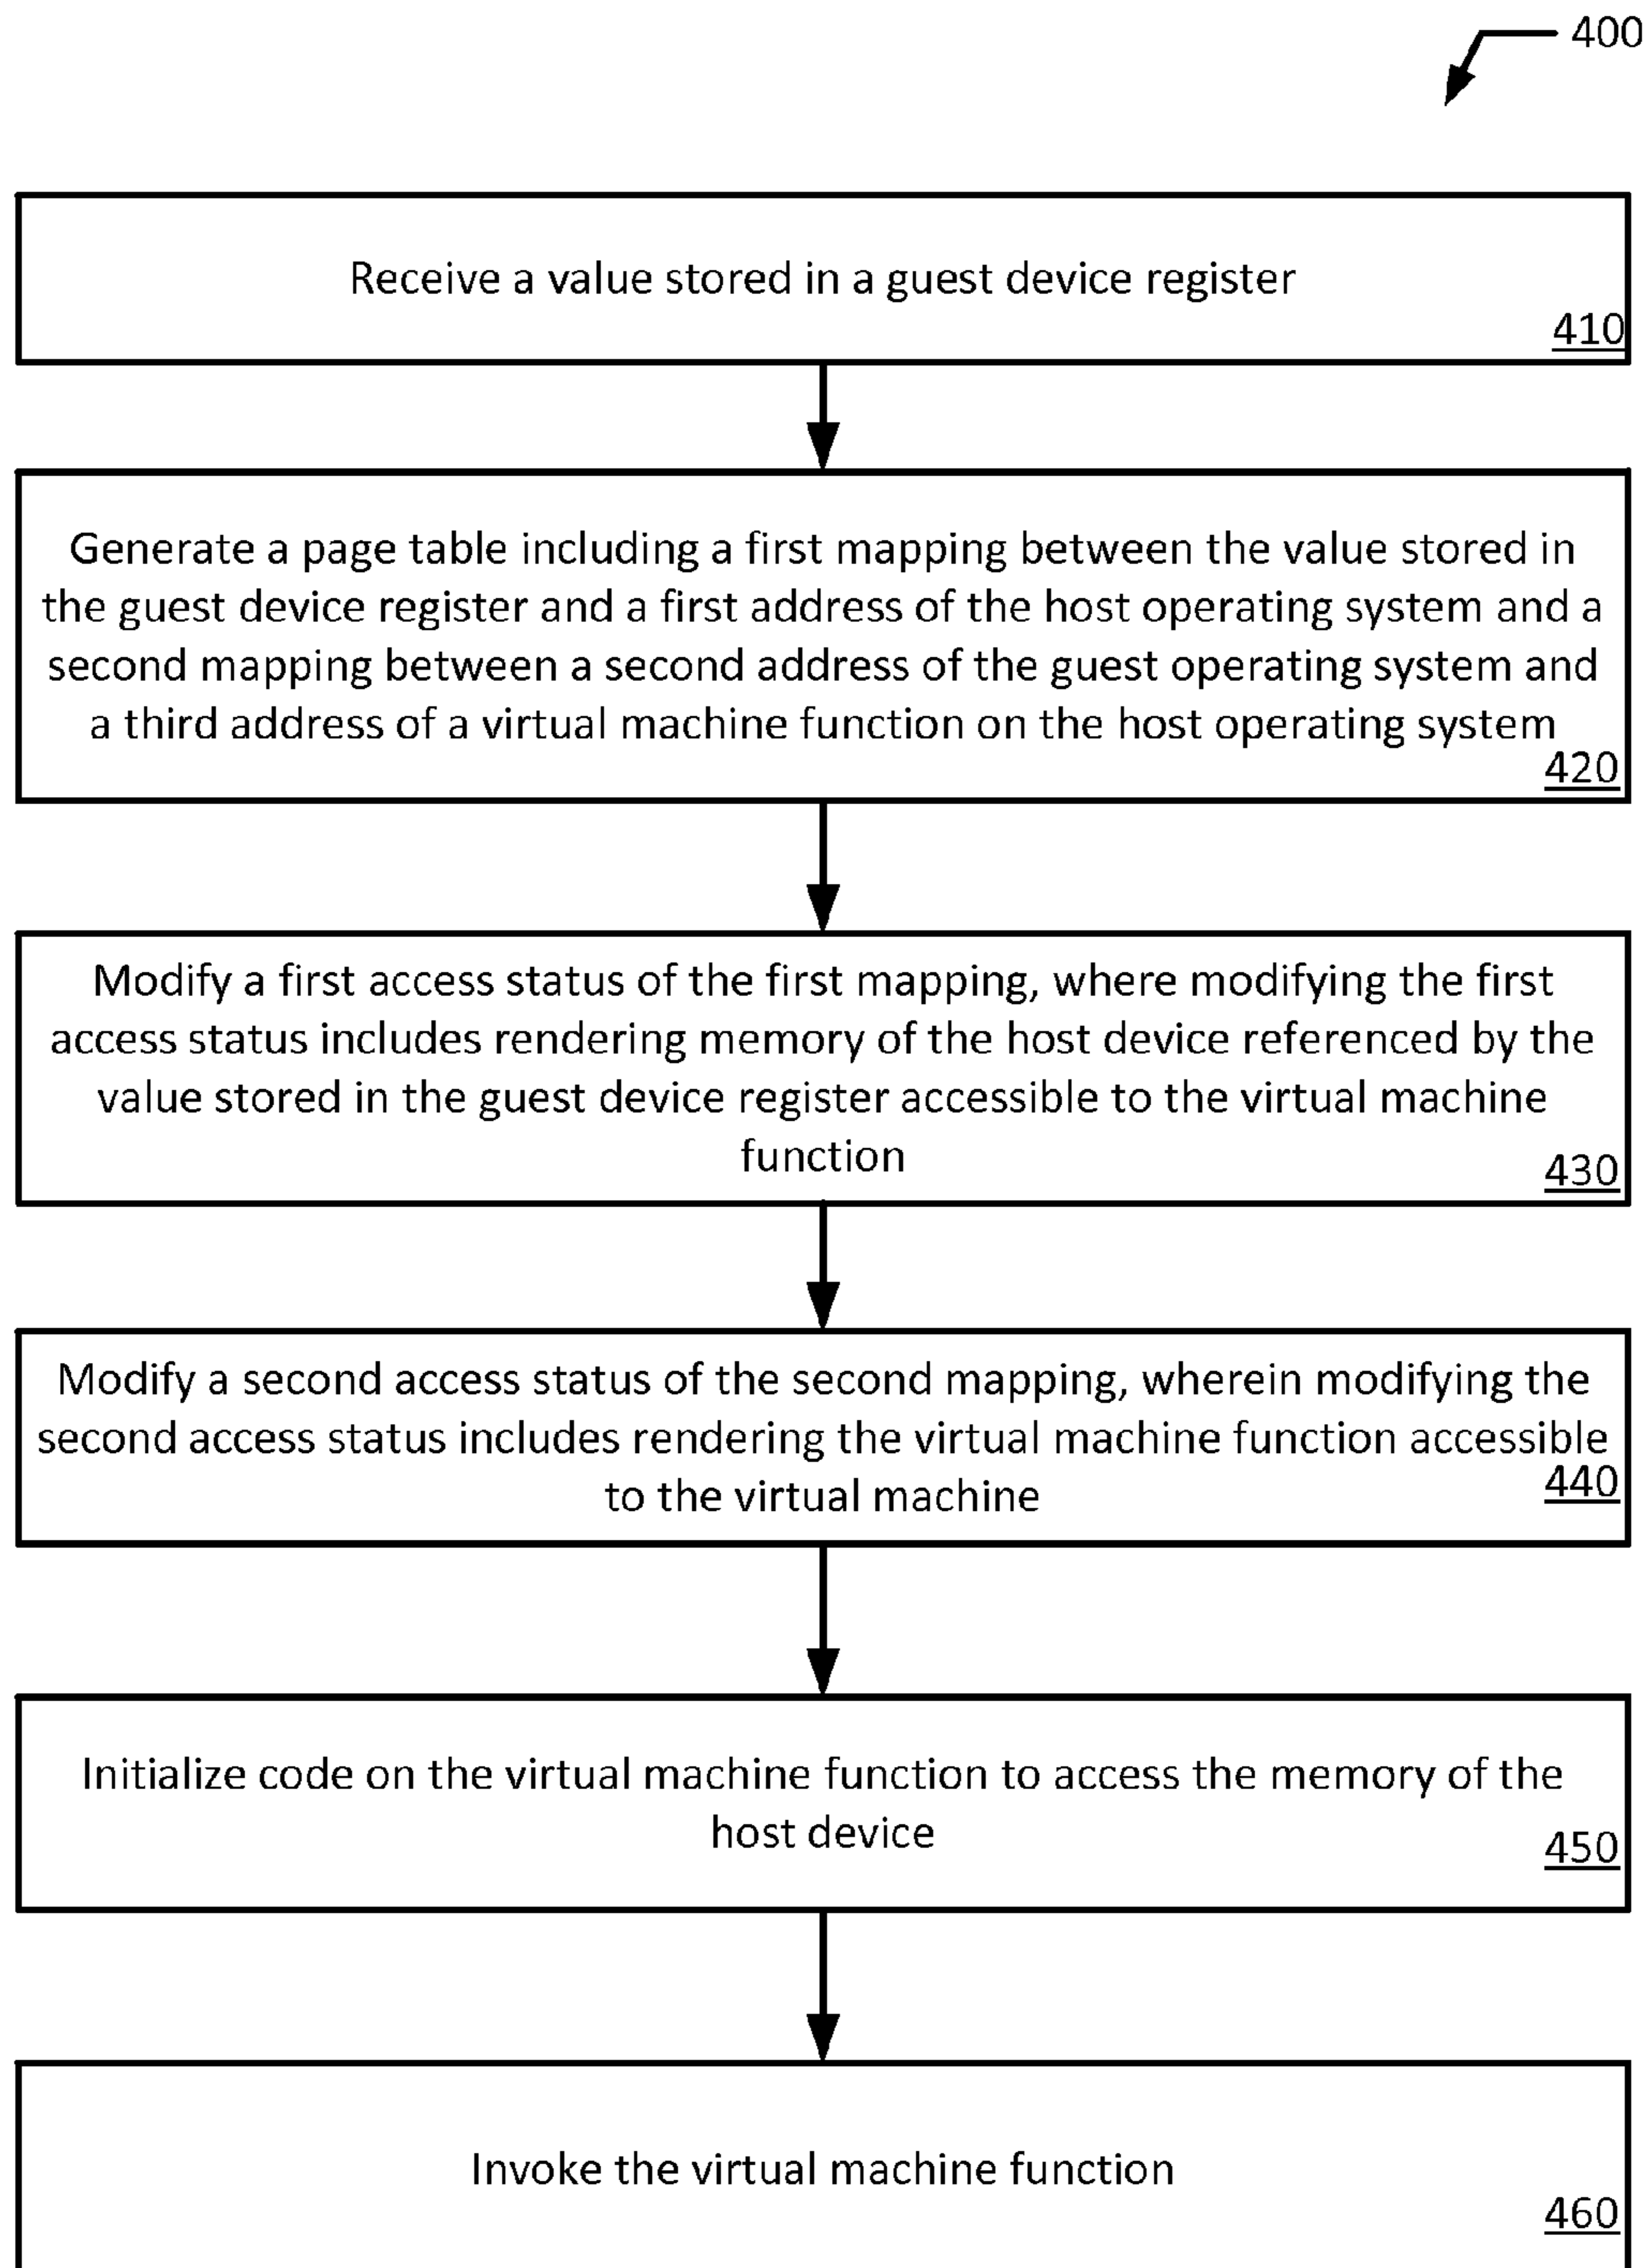 400
Receive a value stored in a guest device register
410
Generate a page table including a first mapping between the value stored in
the guest device register and a first address of the host operating system and a
second mapping between a second address of the guest operating system and
a third address of a virtual machine function on the host operating system
420
Modify a first access status of the first mapping, where modifying the first
access status includes rendering memory of the host device referenced by the
value stored in the guest device register accessible to the virtual machine
function
430
Modify a second access status of the second mapping, wherein modifying the
second access status includes rendering the virtual machine function accessible
to the virtual machine
440
Initialize code on the virtual machine function to access the memory of the
host device
450
Invoke the virtual machine function
460